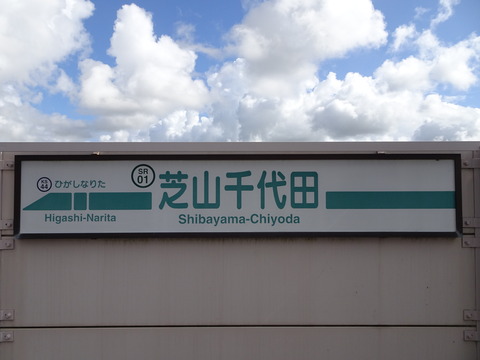 KS
44
ひがしなりた
Higashi-Narita
SR
01
芝山千代田
Shibayama-Chiyoda